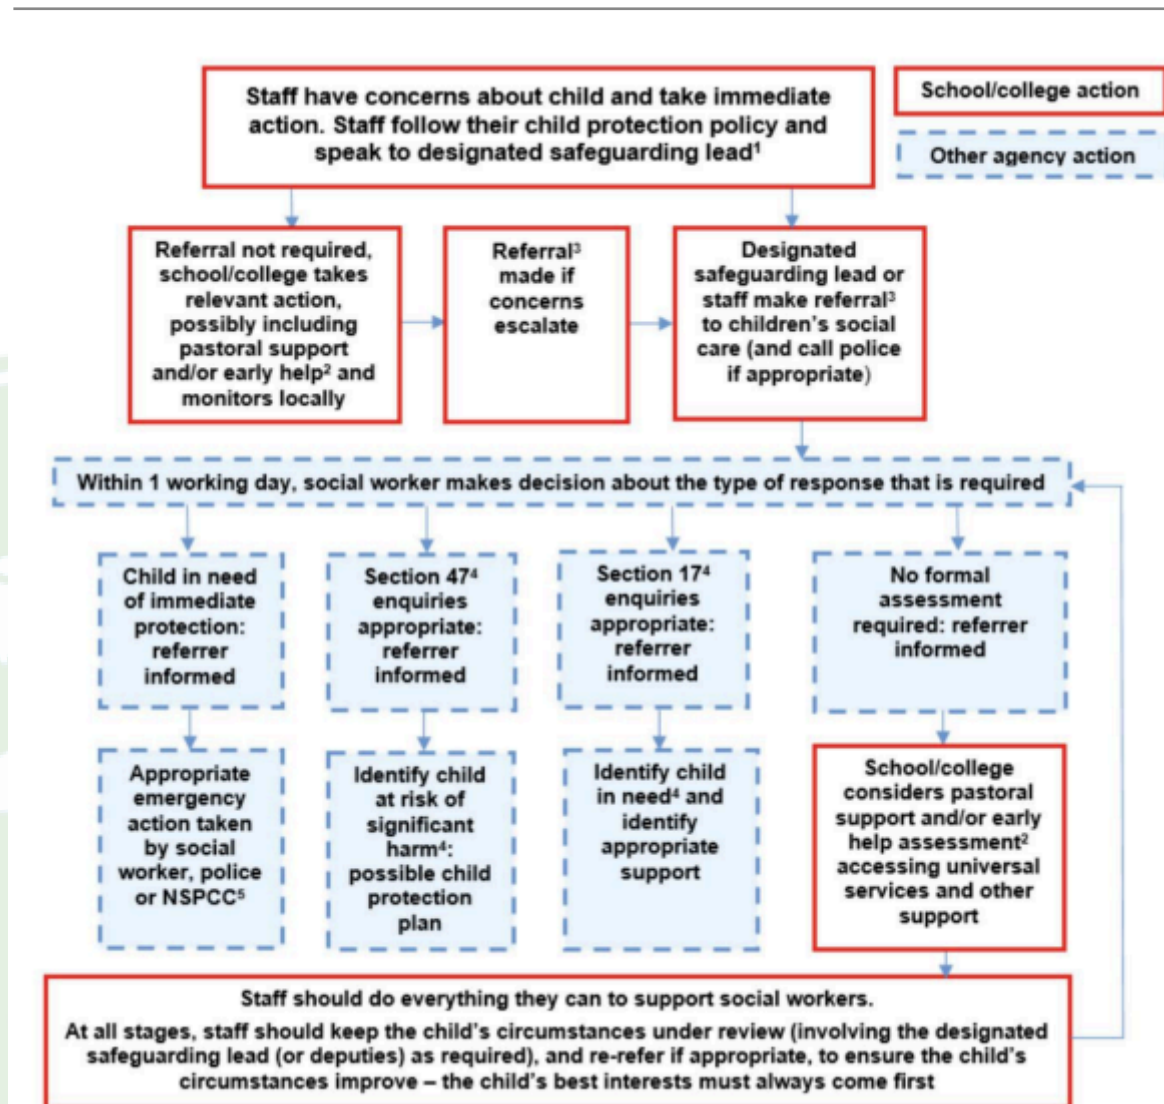 Staff have concerns about child and take immediate
action. Staff follow their child protection policy and
speak to designated safeguarding lead¹
School/college action
Other agency action
Referral not required,
school/college takes
relevant action,
possibly including
pastoral support
and/or early help² and
monitors locally
Referral³
made if
concerns
escalate
Designated
safeguarding lead or
staff make referral³
to children's social
care (and call police
if appropriate)
Within 1 working day, social worker makes decision about the type of response that is required
Child in need
of immediate
protection:
referrer
informed
Section 47⁴
enquiries
appropriate:
referrer
informed
Section 17⁴
enquiries
appropriate:
referrer
informed
No formal
assessment
required: referrer
informed
Appropriate
emergency
action taken
by social
worker, police
or NSPCC⁵
Identify child
at risk of
significant
harm⁴:
possible child
protection
plan
Identify child
in need⁴ and
identify
appropriate
support
School/college
considers pastoral
support and/or early
help assessment²
accessing universal
services and other
support
Staff should do everything they can to support social workers.
At all stages, staff should keep the child's circumstances under review (involving the designated
safeguarding lead (or deputies) as required), and re-refer if appropriate, to ensure the child's
circumstances improve – the child's best interests must always come first